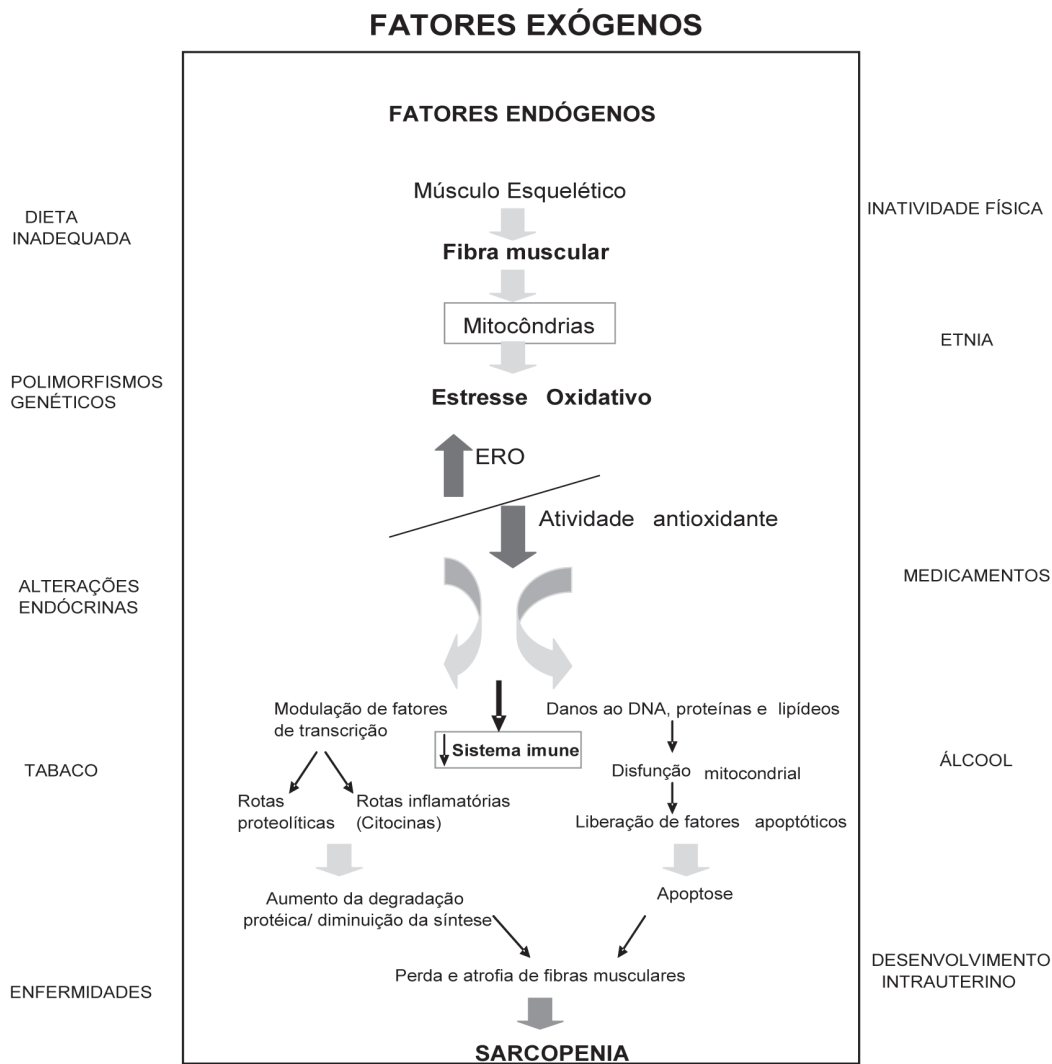 FATORES EXÓGENOS
FATORES ENDÓGENOS
Músculo Esquelético
Fibra muscular
Mitocôndrias
Estresse Oxidativo
ERO
Atividade antioxidante
Modulação de fatores
de transcrição
Rotas
proteolíticas
Rotas inflamatórias
(Citocinas)
Aumento da degradação
protéica/ diminuição da síntese
Sistema imune
Danos ao DNA, proteínas e lipídeos
Disfunção mitocondrial
Liberação de fatores apoptóticos
Apoptose
Perda e atrofia de fibras musculares
SARCOPENIA
DIETA
INADEQUADA
POLIMORFISMOS
GENÉTICOS
ALTERAÇÕES
ENDÓCRINAS
TABACO
ENFERMIDADES
INATIVIDADE FÍSICA
ETNIA
MEDICAMENTOS
ÁLCOOL
DESENVOLVIMENTO
INTRAUTERINO